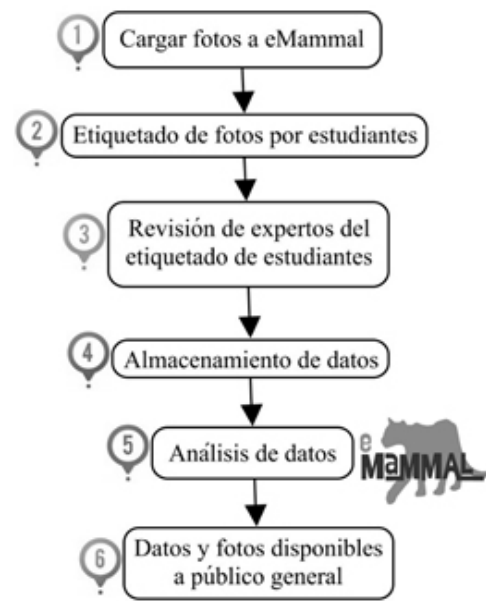 1
Cargar fotos a eMammal
2
Etiquetado de fotos por estudiantes
3
Revisión de expertos del
etiquetado de estudiantes
4
Almacenamiento de datos
5
Análisis de datos
e
MaMMAL
6
Datos y fotos disponibles
a público general